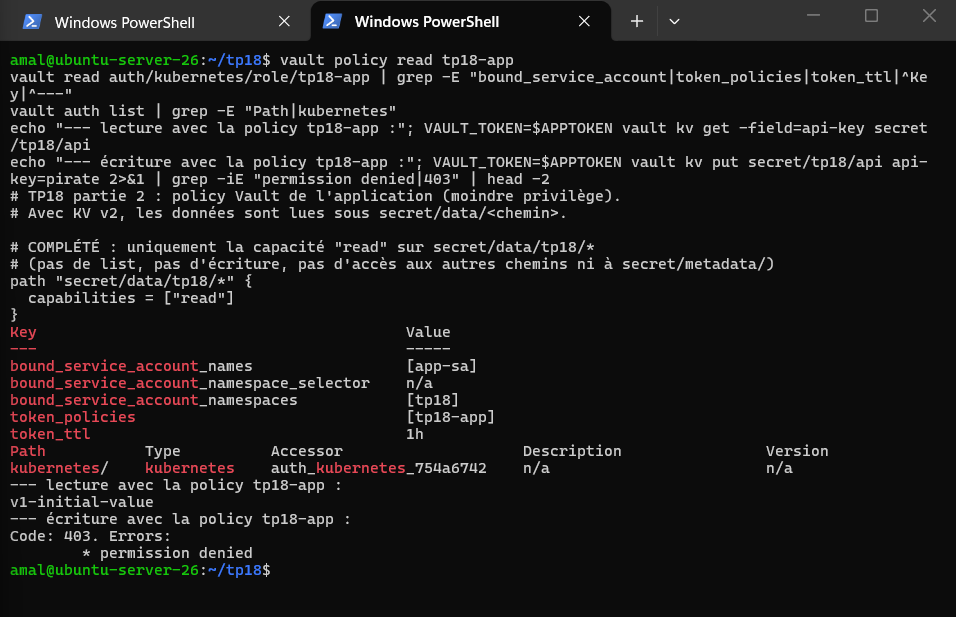 Windows PowerShell
Windows PowerShell
amal@ubuntu-server-26:~/tp18$ vault policy read tp18-app
vault read auth/kubernetes/role/tp18-app | grep -E "bound_service_account|token_policies|token_ttl|^Ke
y|^---"
vault auth list | grep -E "Path|kubernetes"
echo "--- lecture avec la policy tp18-app :"; VAULT_TOKEN=$APPTOKEN vault kv get -field=api-key secret
/tp18/api
echo "--- écriture avec la policy tp18-app :"; VAULT_TOKEN=$APPTOKEN vault kv put secret/tp18/api api-
key=pirate 2>&1 | grep -iE "permission denied|403" | head -2
# TP18 partie 2 : policy Vault de l'application (moindre privilège).
# Avec KV v2, les données sont lues sous secret/data/<chemin>.
# COMPLÉTÉ : uniquement la capacité "read" sur secret/data/tp18/*
# (pas de list, pas d'écriture, pas d'accès aux autres chemins ni à secret/metadata/)
path "secret/data/tp18/*" {
  capabilities = ["read"]
}
Key Value
--- -----
bound_service_account_names [app-sa]
bound_service_account_namespace_selector n/a
bound_service_account_namespaces [tp18]
token_policies [tp18-app]
token_ttl 1h
Path Type Accessor Description Version
kubernetes/ kubernetes auth_kubernetes_754a6742 n/a n/a
--- lecture avec la policy tp18-app :
v1-initial-value
--- écriture avec la policy tp18-app :
Code: 403. Errors:
        * permission denied
amal@ubuntu-server-26:~/tp18$